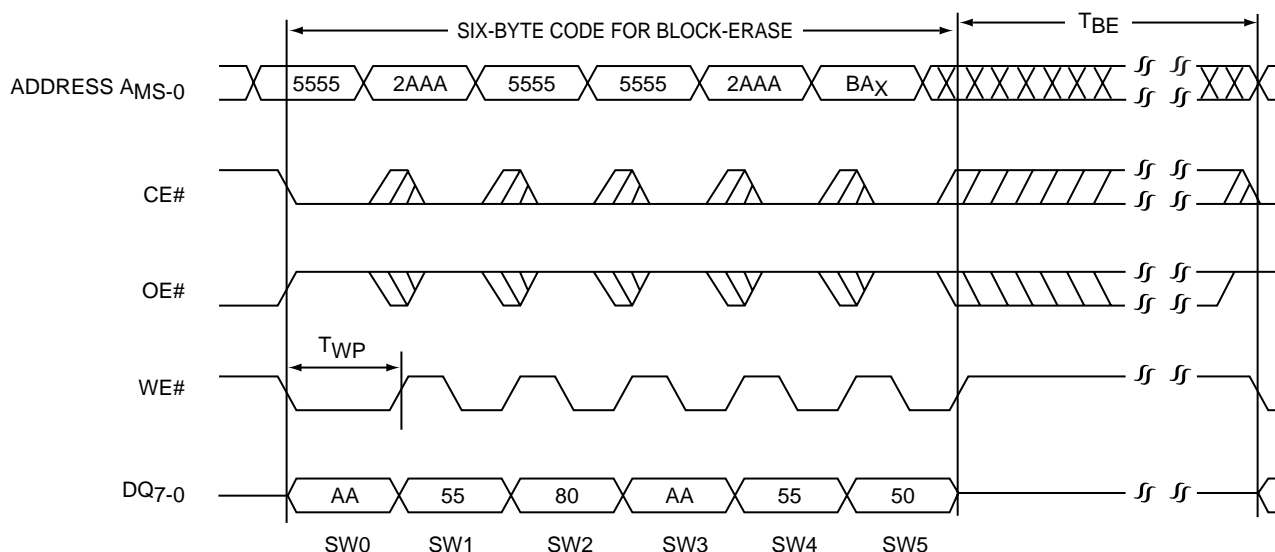 SIX-BYTE CODE FOR BLOCK-ERASE TBE
ADDRESS AMS-0 5555 2AAA 5555 5555 2AAA BAX
CE#
OE#
TWP
WE#
DQ7-0 AA 55 80 AA 55 50
SW0 SW1 SW2 SW3 SW4 SW5